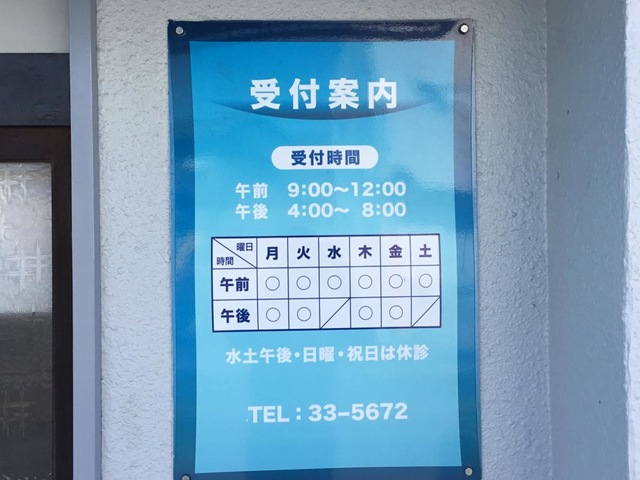 受付案内
受付時間
午前 9:00〜12:00
午後 4:00〜 8:00
曜日 時間 月 火 水 木 金 土
午前 ○ ○ ○ ○ ○ ○
午後 ○ ○ ／ ○ ○ ／
水土午後・日曜・祝日は休診
TEL：33-5672